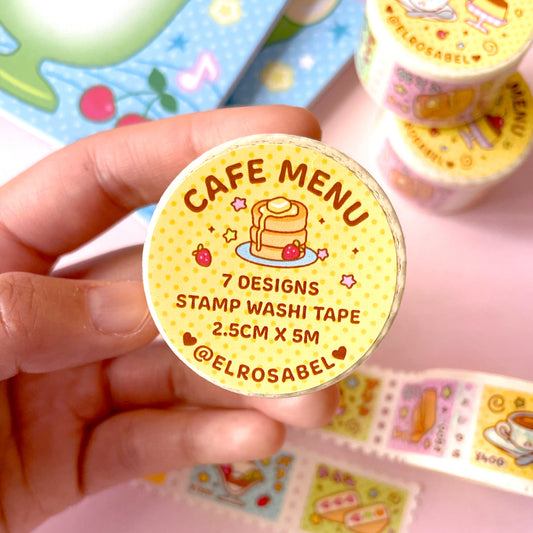 CAFE MENU
7 DESIGNS
STAMP WASHI TAPE
2.5CM X 5M
@ELROSABEL
@ELROSABEL
MENU